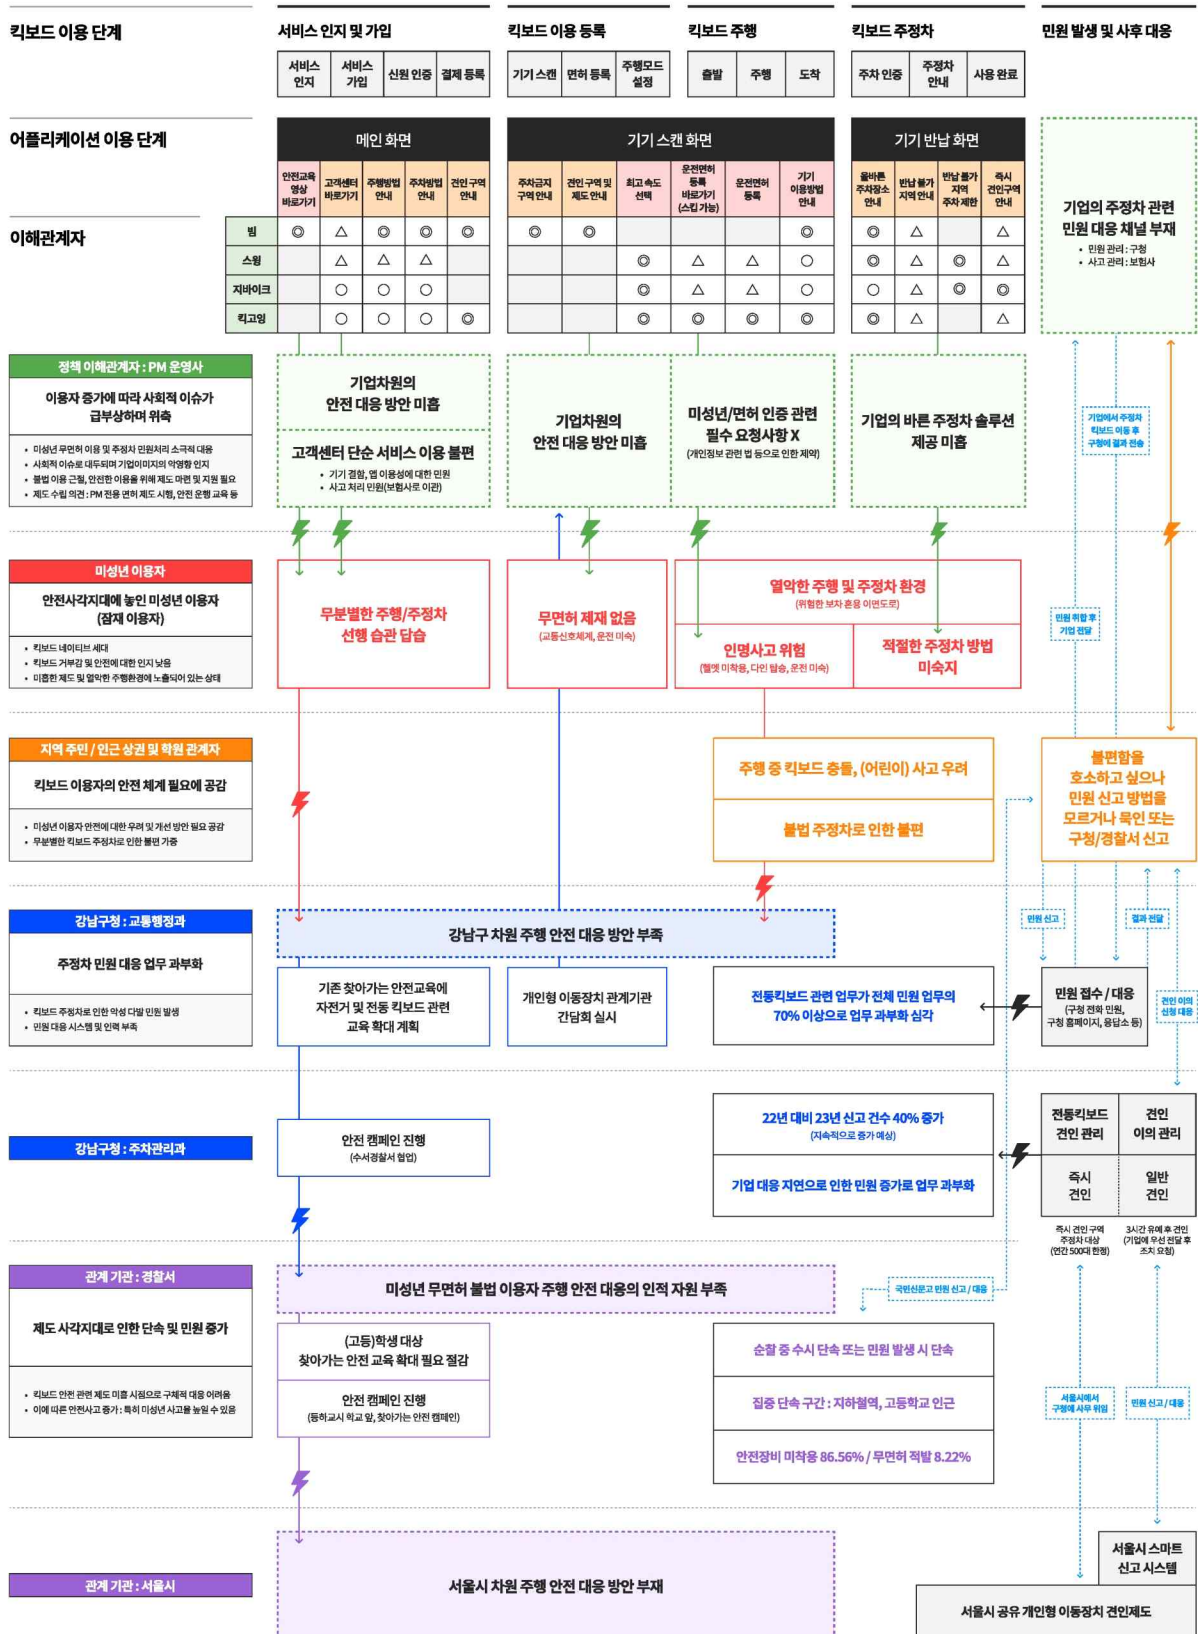 킥보드 이용 단계
서비스 인지 및 가입
킥보드 이용 등록
킥보드 주행
킥보드 주정차
민원 발생 및 사후 대응
서비스
인지
서비스
가입
신원 인증
결제 등록
기기 스캔
면허 등록
주행모드
설정
출발
주행
도착
주차 인증
주정차
안내
사용 완료
어플리케이션 이용 단계
메인 화면
기기 스캔 화면
기기 반납 화면
안전교육
영상
바로가기
고객센터
바로가기
주행방법
안내
주차방법
안내
견인 구역
안내
주차금지
구역 안내
견인 구역 및
제도 안내
최고 속도
선택
운전면허
등록
바로가기
(스킵 가능)
운전면허
등록
기기
이용방법
안내
올바른
주차장소
안내
반납 불가
지역 안내
반납 불가
지역
주차 제한
즉시
견인구역
안내
기업의 주정차 관련
민원 대응 채널 부재
• 민원 관리 : 구청
• 사고 관리 : 보험사
이해관계자
빔 ◎ △ ◎ ◎ ◎ ◎ ◎ ◎ ◎ △ △
스윙 △ △ △ ◎ △ △ ○ ◎ △ ◎ △
지바이크 ○ ○ ○ ◎ △ △ ○ ○ △ ◎ ◎
킥고잉 ○ ○ ○ ◎ ◎ ◎ ◎ ◎ ◎ △ △
정책 이해관계자 : PM 운영사
이용자 증가에 따라 사회적 이슈가
급부상하며 위축
• 미성년 무면허 이용 및 주정차 민원처리 소극적 대응
• 사회적 이슈로 대두되며 기업이미지의 악영향 인지
• 불법 이용 근절, 안전한 이용을 위해 제도 마련 및 지원 필요
• 제도 수립 의견 : PM 전용 면허 제도 시행, 안전 운행 교육 등
기업차원의
안전 대응 방안 미흡
고객센터 단순 서비스 이용 불편
• 기기 결함, 앱 이용성에 대한 민원
• 사고 처리 민원(보험사로 이관)
기업차원의
안전 대응 방안 미흡
미성년/면허 인증 관련
필수 요청사항 X
(개인정보 관련 법 등으로 인한 제약)
기업의 바른 주정차 솔루션
제공 미흡
기업에서 주정차
킥보드 이동 후
구청에 결과 전송
미성년 이용자
안전사각지대에 놓인 미성년 이용자
(잠재 이용자)
• 킥보드 네이티브 세대
• 킥보드 거부감 및 안전에 대한 인지 낮음
• 미흡한 제도 및 열악한 주행환경에 노출되어 있는 상태
무분별한 주행/주정차
선행 습관 답습
무면허 제재 없음
(교통신호체계, 운전 미숙)
열악한 주행 및 주정차 환경
(위험한 보차 혼용 이면도로)
인명사고 위험
(헬멧 미착용, 다인 탑승, 운전 미숙)
적절한 주정차 방법
미숙지
민원 취합 후
기업 전달
지역 주민 / 인근 상권 및 학원 관계자
킥보드 이용자의 안전 체계 필요에 공감
• 미성년 이용자 안전에 대한 우려 및 개선 방안 필요 공감
• 무분별한 킥보드 주정차로 인한 불편 가중
주행 중 킥보드 충돌, (어린이) 사고 우려
불법 주정차로 인한 불편
불편함을
호소하고 싶으나
민원 신고 방법을
모르거나 묵인 또는
구청/경찰서 신고
강남구청 : 교통행정과
주정차 민원 대응 업무 과부화
• 킥보드 주정차로 인한 악성 다발 민원 발생
• 민원 대응 시스템 및 인력 부족
강남구 차원 주행 안전 대응 방안 부족
기존 찾아가는 안전교육에
자전거 및 전동 킥보드 관련
교육 확대 계획
개인형 이동장치 관계기관
간담회 실시
전동킥보드 관련 업무가 전체 민원 업무의
70% 이상으로 업무 과부화 심각
민원 신고
결과 전달
민원 접수 / 대응
(구청 전화 민원,
구청 홈페이지, 응답소 등)
견인 이의
신청 대응
강남구청 : 주차관리과
안전 캠페인 진행
(수서경찰서 협업)
22년 대비 23년 신고 건수 40% 증가
(지속적으로 증가 예상)
기업 대응 지연으로 인한 민원 증가로 업무 과부화
전동킥보드
견인 관리
견인
이의 관리
즉시
견인
일반
견인
즉시 견인 구역
주정차 대상
(연간 500대 한정)
3시간 유예 후 견인
(기업에 우선 전달 후
조치 요청)
관계 기관 : 경찰서
제도 사각지대로 인한 단속 및 민원 증가
• 킥보드 안전 관련 제도 미흡 시점으로 구체적 대응 어려움
• 이에 따른 안전사고 증가 : 특히 미성년 사고율 높일 수 있음
미성년 무면허 불법 이용자 주행 안전 대응의 인적 자원 부족
국민신문고 민원 신고 / 대응
(고등)학생 대상
찾아가는 안전 교육 확대 필요 절감
안전 캠페인 진행
(등하교시 학교 앞, 찾아가는 안전 캠페인)
순찰 중 수시 단속 또는 민원 발생 시 단속
집중 단속 구간 : 지하철역, 고등학교 인근
안전장비 미착용 86.56% / 무면허 적발 8.22%
서울시에서
구청에 사무 위임
민원 신고 / 대응
관계 기관 : 서울시
서울시 차원 주행 안전 대응 방안 부재
서울시 스마트
신고 시스템
서울시 공유 개인형 이동장치 견인제도